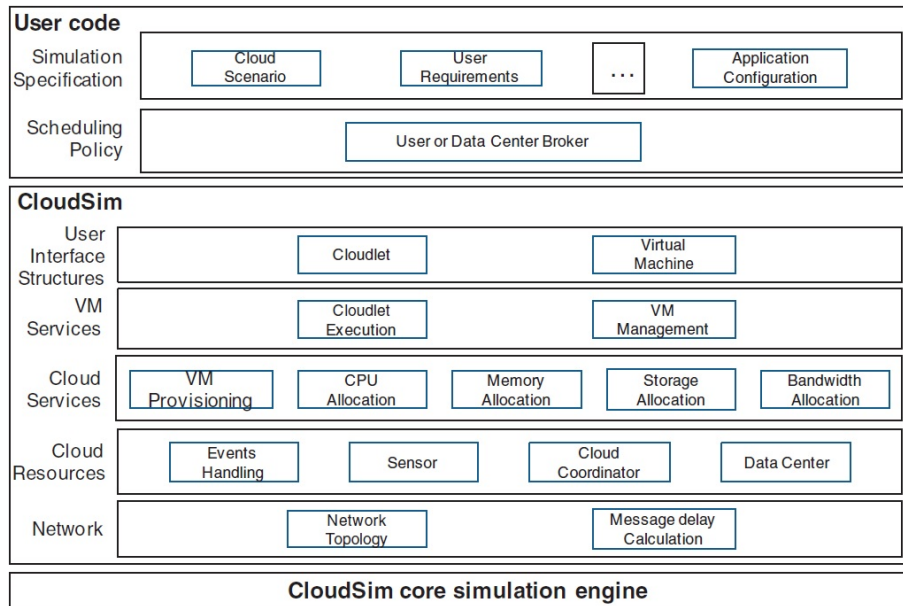 User code
Simulation
Specification
Cloud
Scenario
User
Requirements
...
Application
Configuration
Scheduling
Policy
User or Data Center Broker
CloudSim
User
Interface
Structures
Cloudlet
Virtual
Machine
VM
Services
Cloudlet
Execution
VM
Management
Cloud
Services
VM
Provisioning
CPU
Allocation
Memory
Allocation
Storage
Allocation
Bandwidth
Allocation
Cloud
Resources
Events
Handling
Sensor
Cloud
Coordinator
Data Center
Network
Network
Topology
Message delay
Calculation
CloudSim core simulation engine